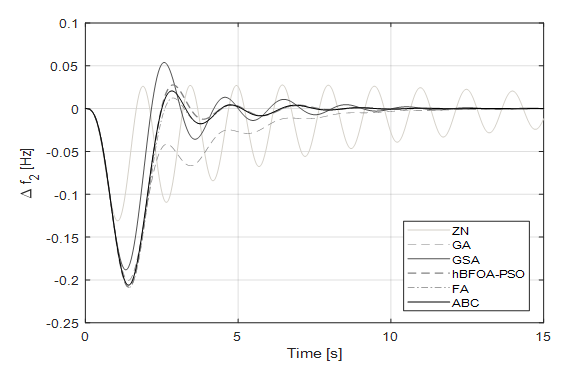 0.1
0.05
0
-0.05
-0.1
-0.15
-0.2
-0.25
Δ f2 [Hz]
ZN
GA
GSA
hBFOA-PSO
FA
ABC
0 5 10 15
Time [s]